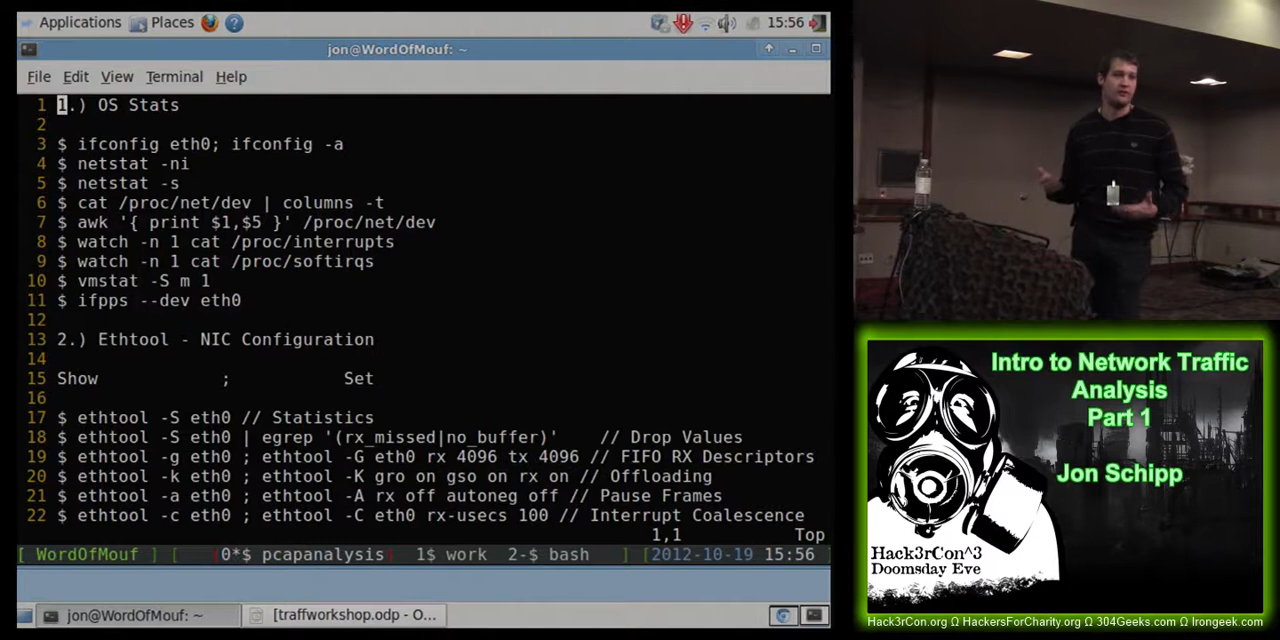 Applications Places 15:56
jon@WordOfMouf: ~
File Edit View Terminal Help
1 1.) OS Stats
2
3 $ ifconfig eth0; ifconfig -a
4 $ netstat -ni
5 $ netstat -s
6 $ cat /proc/net/dev | columns -t
7 $ awk '{ print $1,$5 }' /proc/net/dev
8 $ watch -n 1 cat /proc/interrupts
9 $ watch -n 1 cat /proc/softirqs
10 $ vmstat -S m 1
11 $ ifpps --dev eth0
12
13 2.) Ethtool - NIC Configuration
14
15 Show ; Set
16
17 $ ethtool -S eth0 // Statistics
18 $ ethtool -S eth0 | egrep '(rx_missed|no_buffer)' // Drop Values
19 $ ethtool -g eth0 ; ethtool -G eth0 rx 4096 tx 4096 // FIFO RX Descriptors
20 $ ethtool -k eth0 ; ethtool -K gro on gso on rx on // Offloading
21 $ ethtool -a eth0 ; ethtool -A rx off autoneg off // Pause Frames
22 $ ethtool -c eth0 ; ethtool -C eth0 rx-usecs 100 // Interrupt Coalescence
1,1 Top
[ WordOfMouf ] [ (0*$ pcapanalysis) 1$ work 2-$ bash ] [2012-10-19 15:56
jon@WordOfMouf: ~ [traffworkshop.odp - O...
Intro to Network Traffic
Analysis
Part 1
Jon Schipp
Hack3rCon^3
Doomsday Eve
Hack3rCon.org Ω HackersForCharity.org Ω 304Geeks.com Ω Irongeek.com